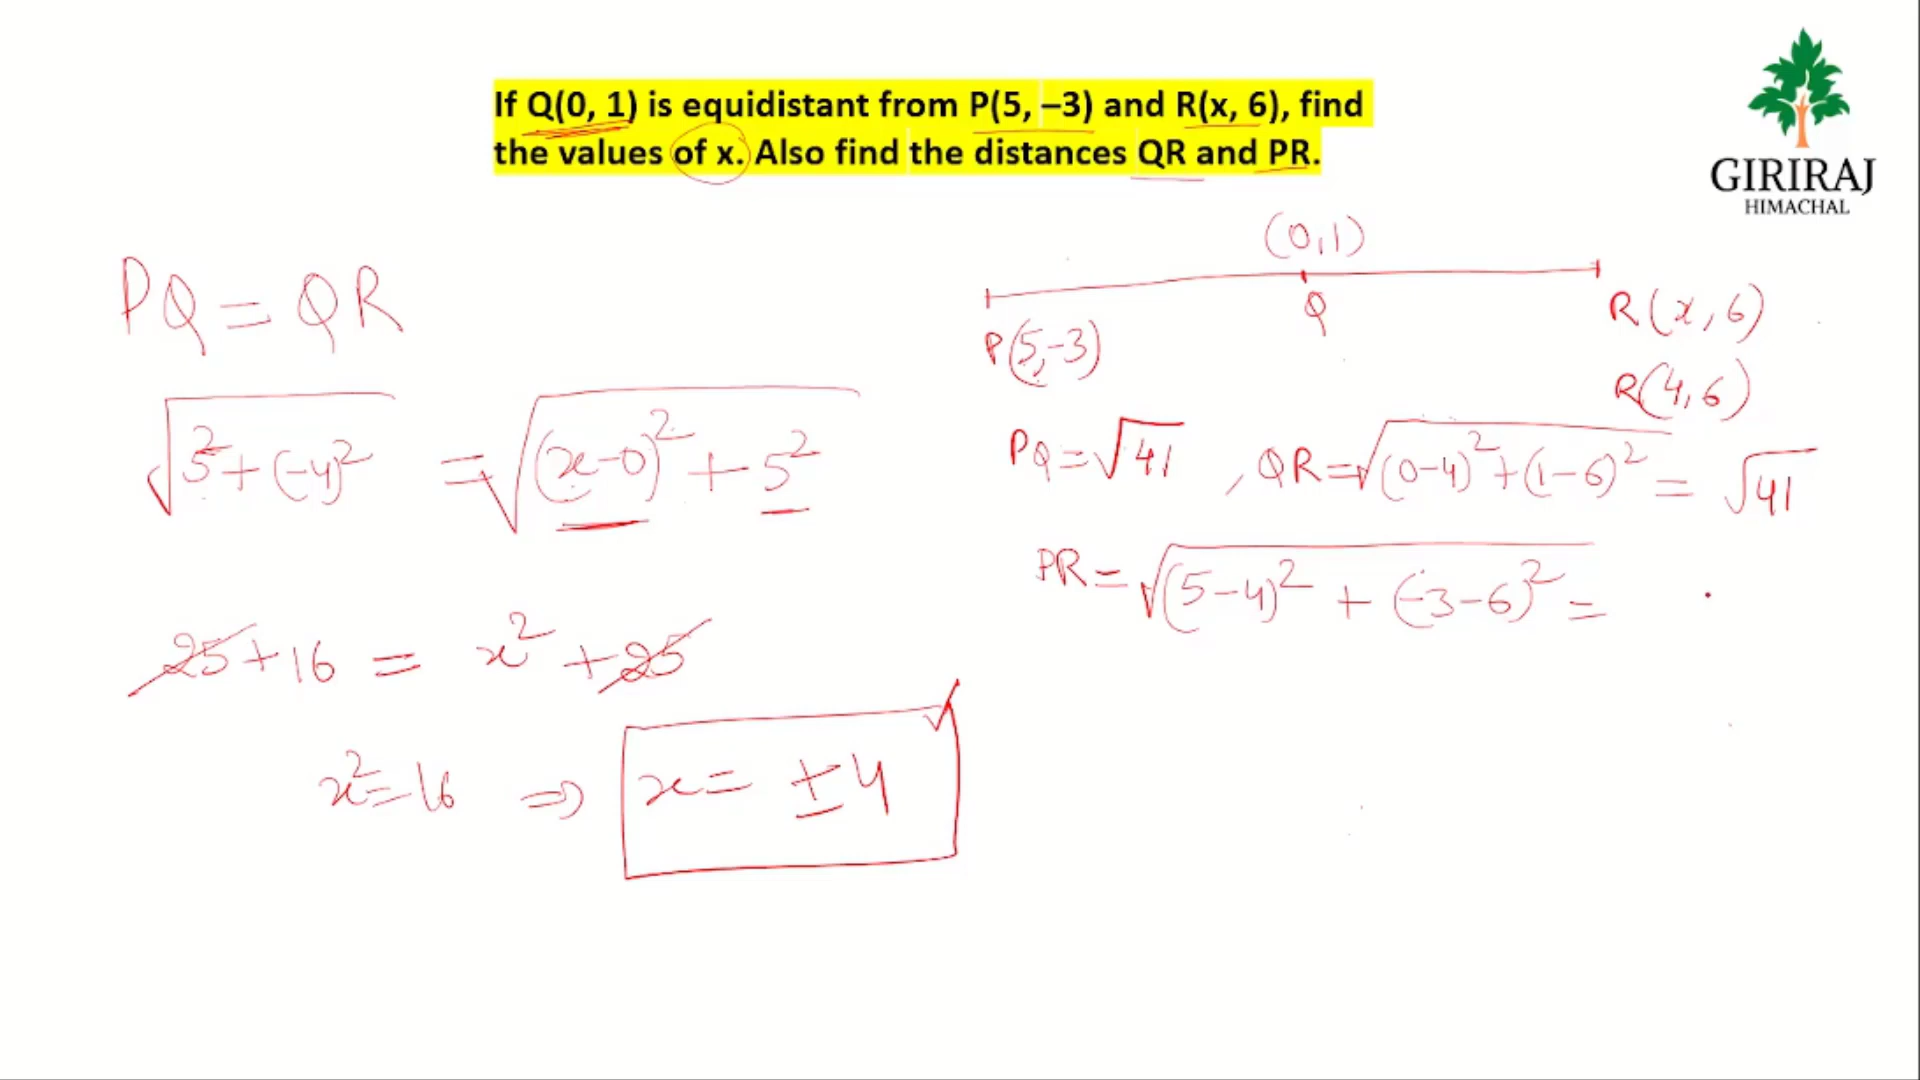 If Q(0, 1) is equidistant from P(5, –3) and R(x, 6), find
the values of x. Also find the distances QR and PR.
GIRIRAJ
HIMACHAL
PQ = QR
√(5² + (-4)²) = √((x-0)² + 5²)
25 + 16 = x² + 25
x² = 16 ⇒ x = ±4
(0,1)
P(5,-3) Q R(x,6)
R(4,6)
PQ = √41 , QR = √((0-4)² + (1-6)²) = √41
PR = √((5-4)² + (-3-6)²) =